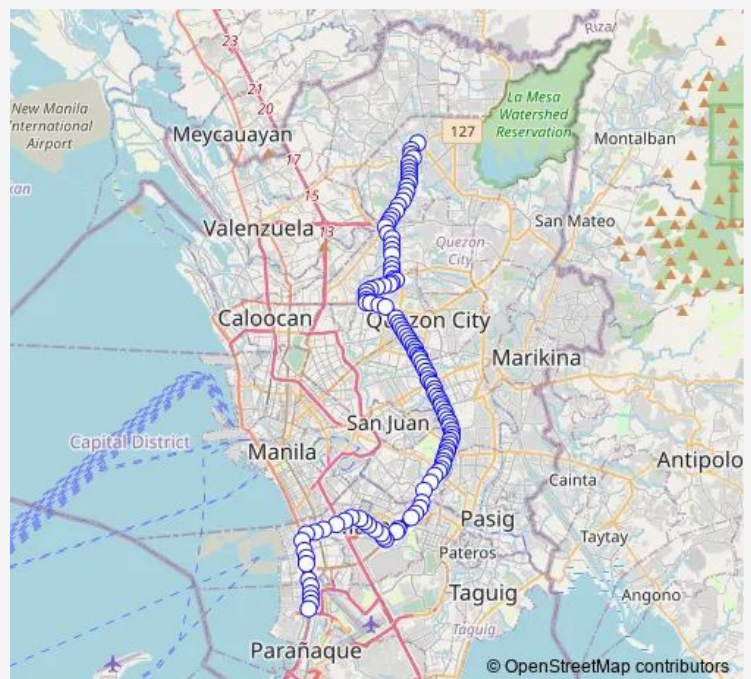 23
21
20
New Manila
International
Airport
Meycauayan
17
15
13
Valenzuela
127
La Mesa
Watershed
Reservation
Rizal
Montalban
San Mateo
Quezon
City
Caloocan
Quezon City
Marikina
San Juan
Capital District
Manila
Antipolo
Cainta
Pasig
Taytay
Pateros
Taguig
Angono
Taguig
Parañaque
© OpenStreetMap contributors